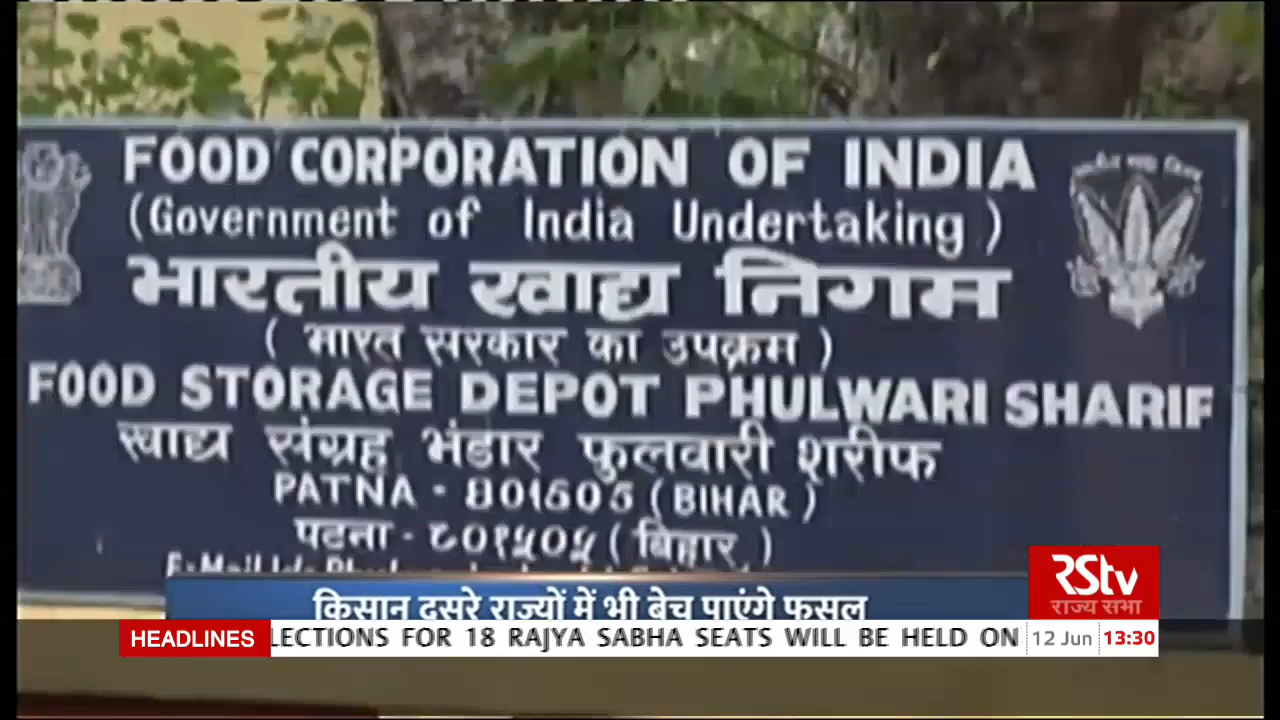 FOOD CORPORATION OF INDIA
(Government of India Undertaking)
भारतीय खाद्य निगम
( भारत सरकार का उपक्रम )
FOOD STORAGE DEPOT PHULWARI SHARIF
खाद्य संग्रह भंडार फुलवारी शरीफ
PATNA - 801505 (BIHAR)
पटना - ८०१५०५ ( बिहार )
किसान दूसरे राज्यों में भी बेच पाएंगे फसल
RStv
राज्य सभा
HEADLINES LECTIONS FOR 18 RAJYA SABHA SEATS WILL BE HELD ON 12 Jun 13:30